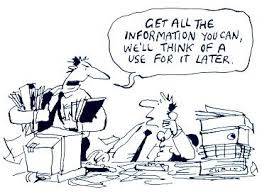 GET ALL THE
INFORMATION YOU CAN,
WE'LL THINK OF A
USE FOR IT LATER.